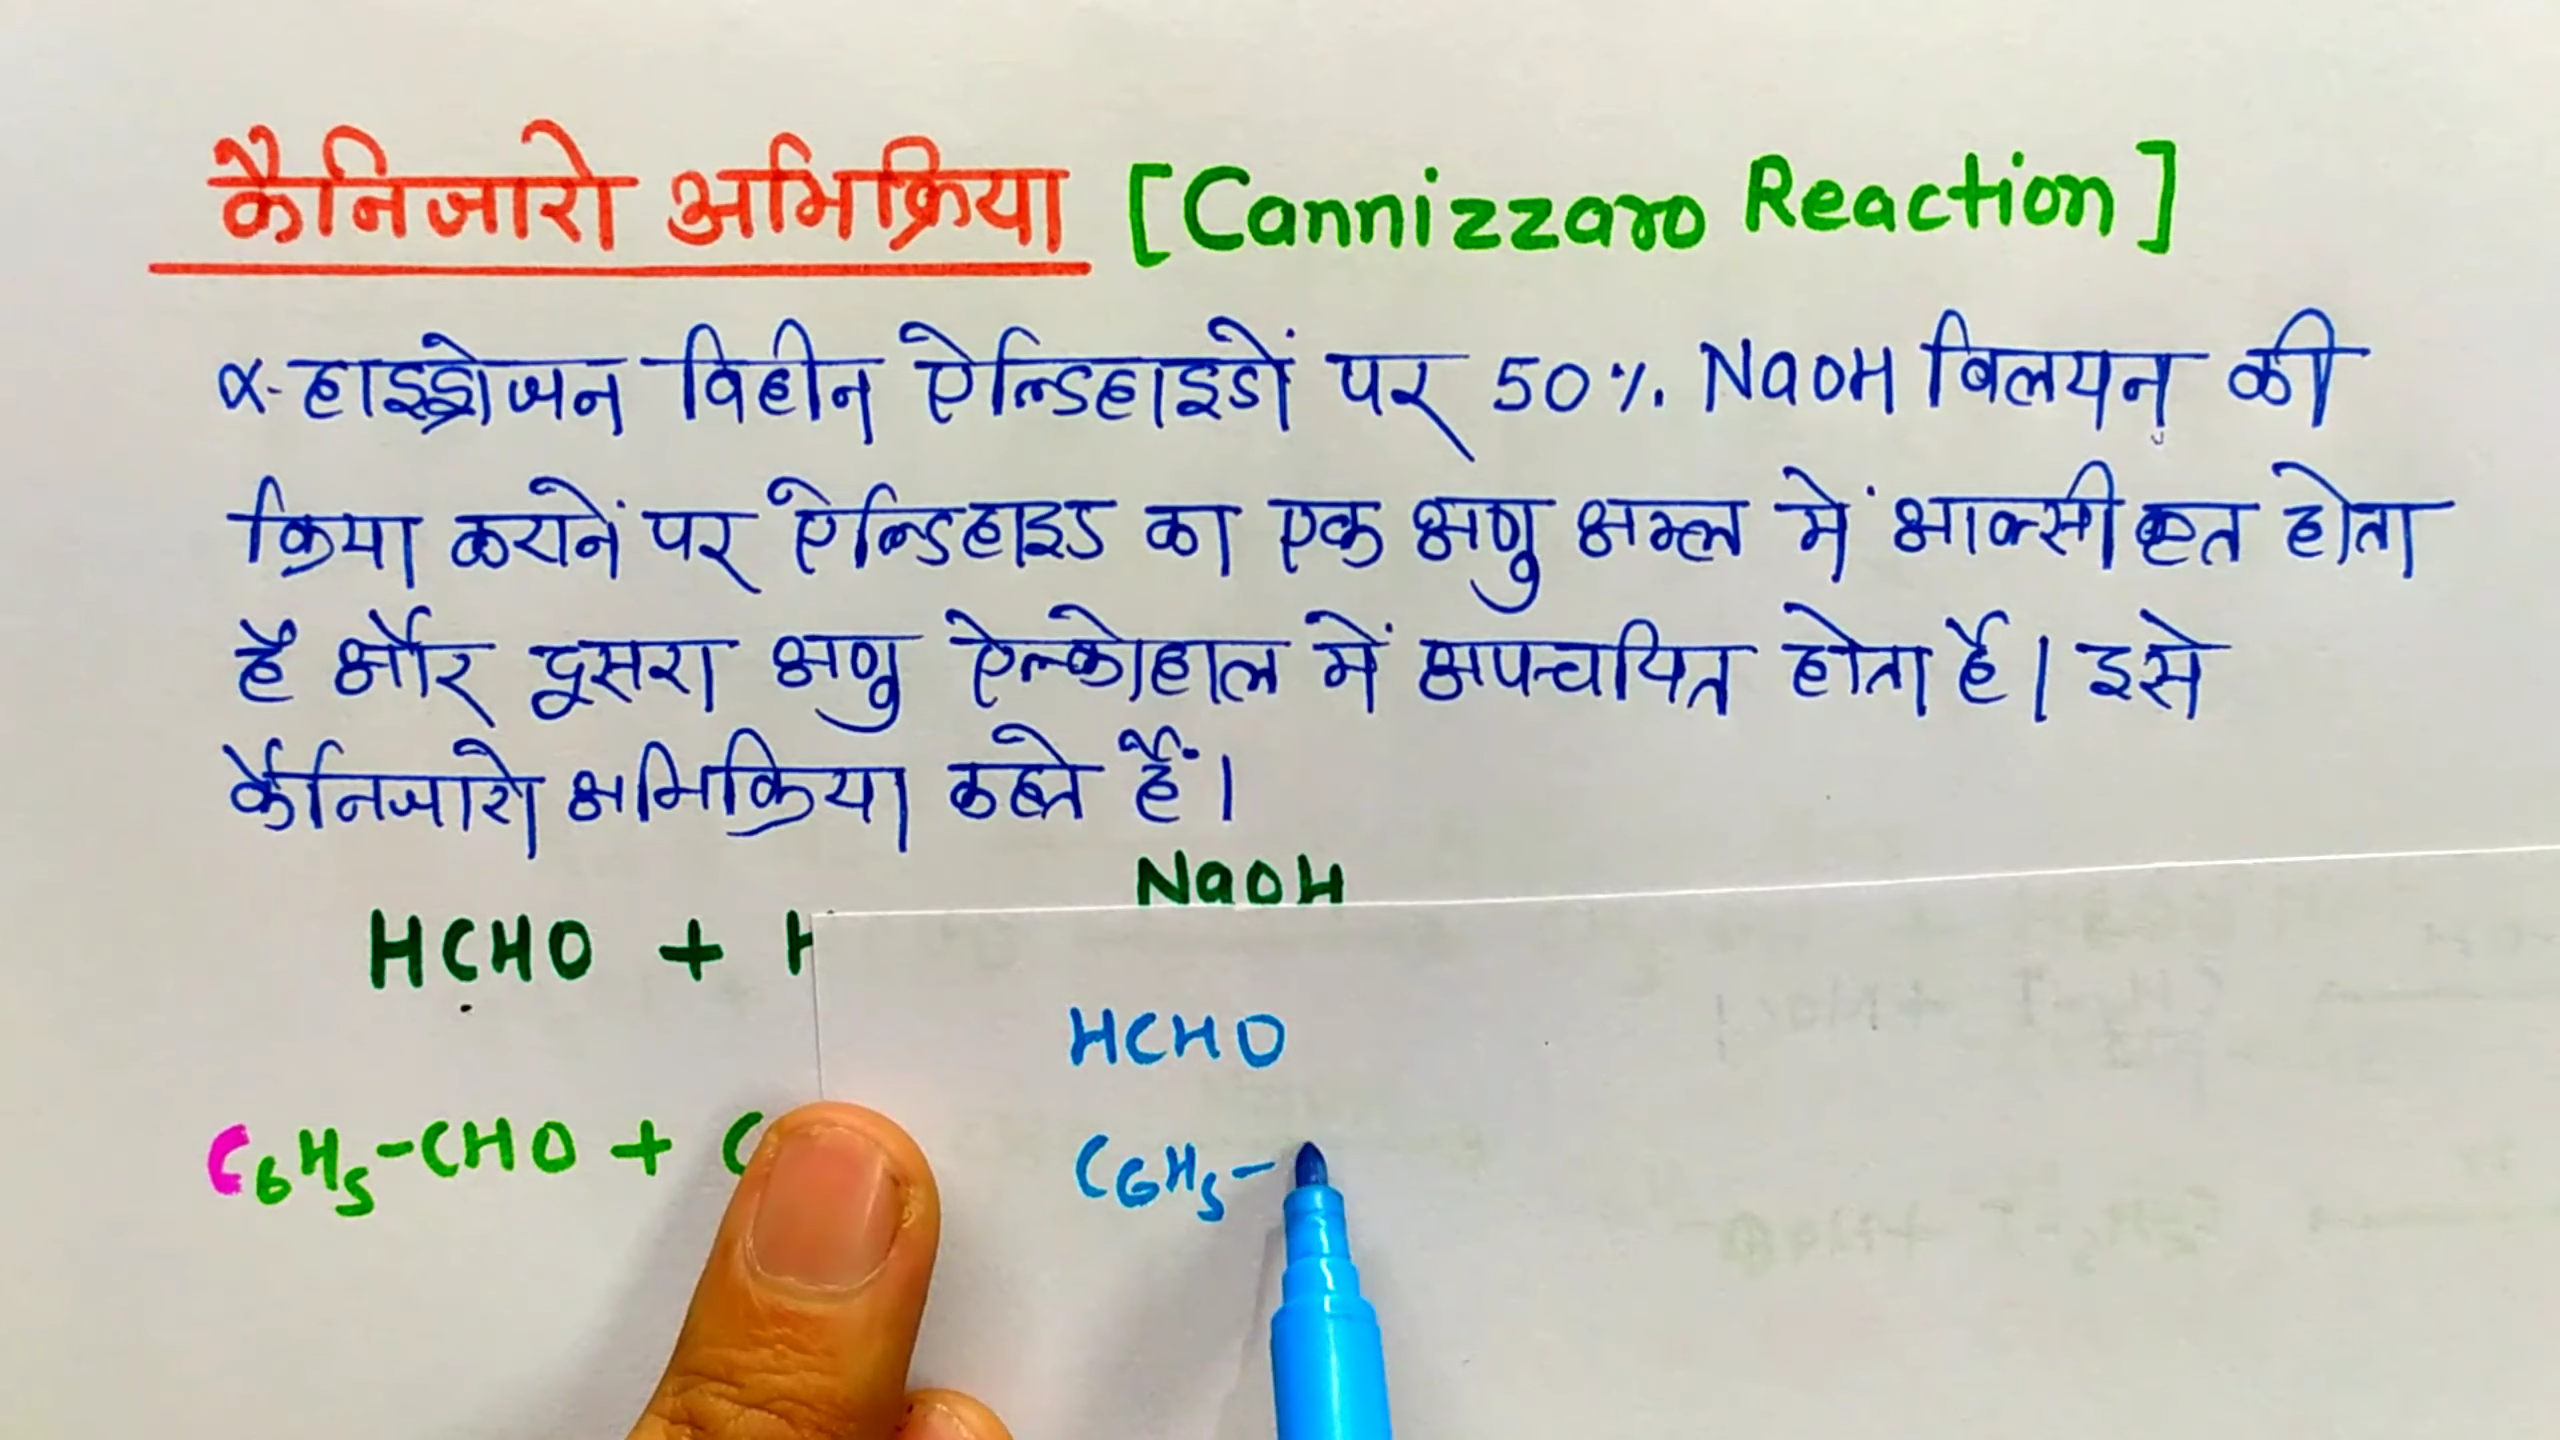 कैनिजारो अभिक्रिया [Cannizzaro Reaction]
α-हाइड्रोजन विहीन ऐल्डिहाइडों पर 50% NaOH विलयन की
क्रिया करानें पर ऐल्डिहाइड का एक अणु अम्ल में आक्सीकृत होता
है और दूसरा अणु ऐल्कोहाल में अपचयित होता है। इसे
कैनिजारो अभिक्रिया कहते हैं।
NaOH
HCHO + H
HCHO
C6H5-CHO + C
C6H5-